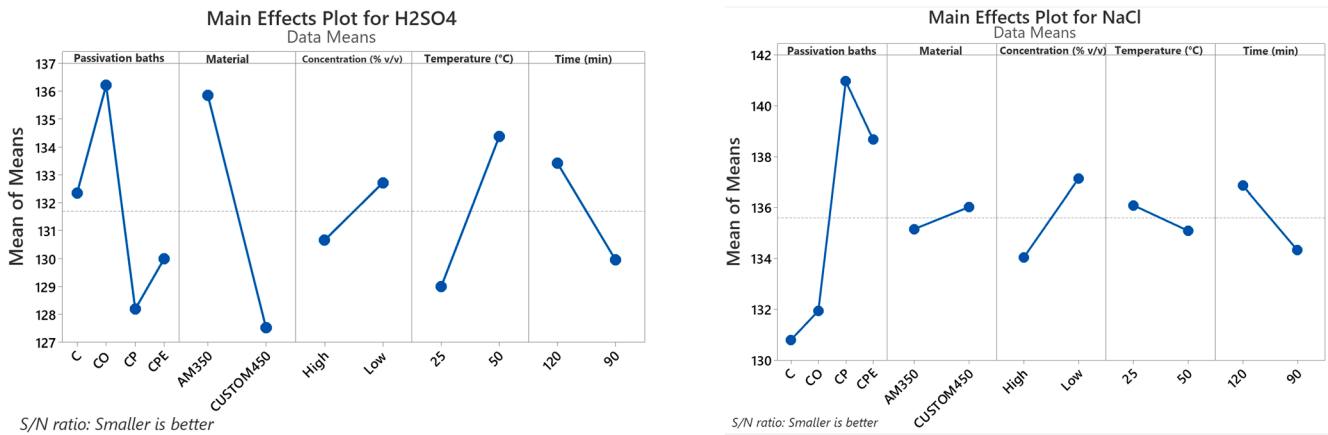 Main Effects Plot for H2SO4
Data Means
Passivation baths Material Concentration (% v/v) Temperature (°C) Time (min)
137
136
135
134
133
132
131
130
129
128
127
Mean of Means
C CO CP CPE AM350 CUSTOM450 High Low 25 50 120 90
S/N ratio: Smaller is better
Main Effects Plot for NaCl
Data Means
Passivation baths Material Concentration (% v/v) Temperature (°C) Time (min)
142
140
138
136
134
132
130
Mean of Means
C CO CP CPE AM350 CUSTOM450 High Low 25 50 120 90
S/N ratio: Smaller is better